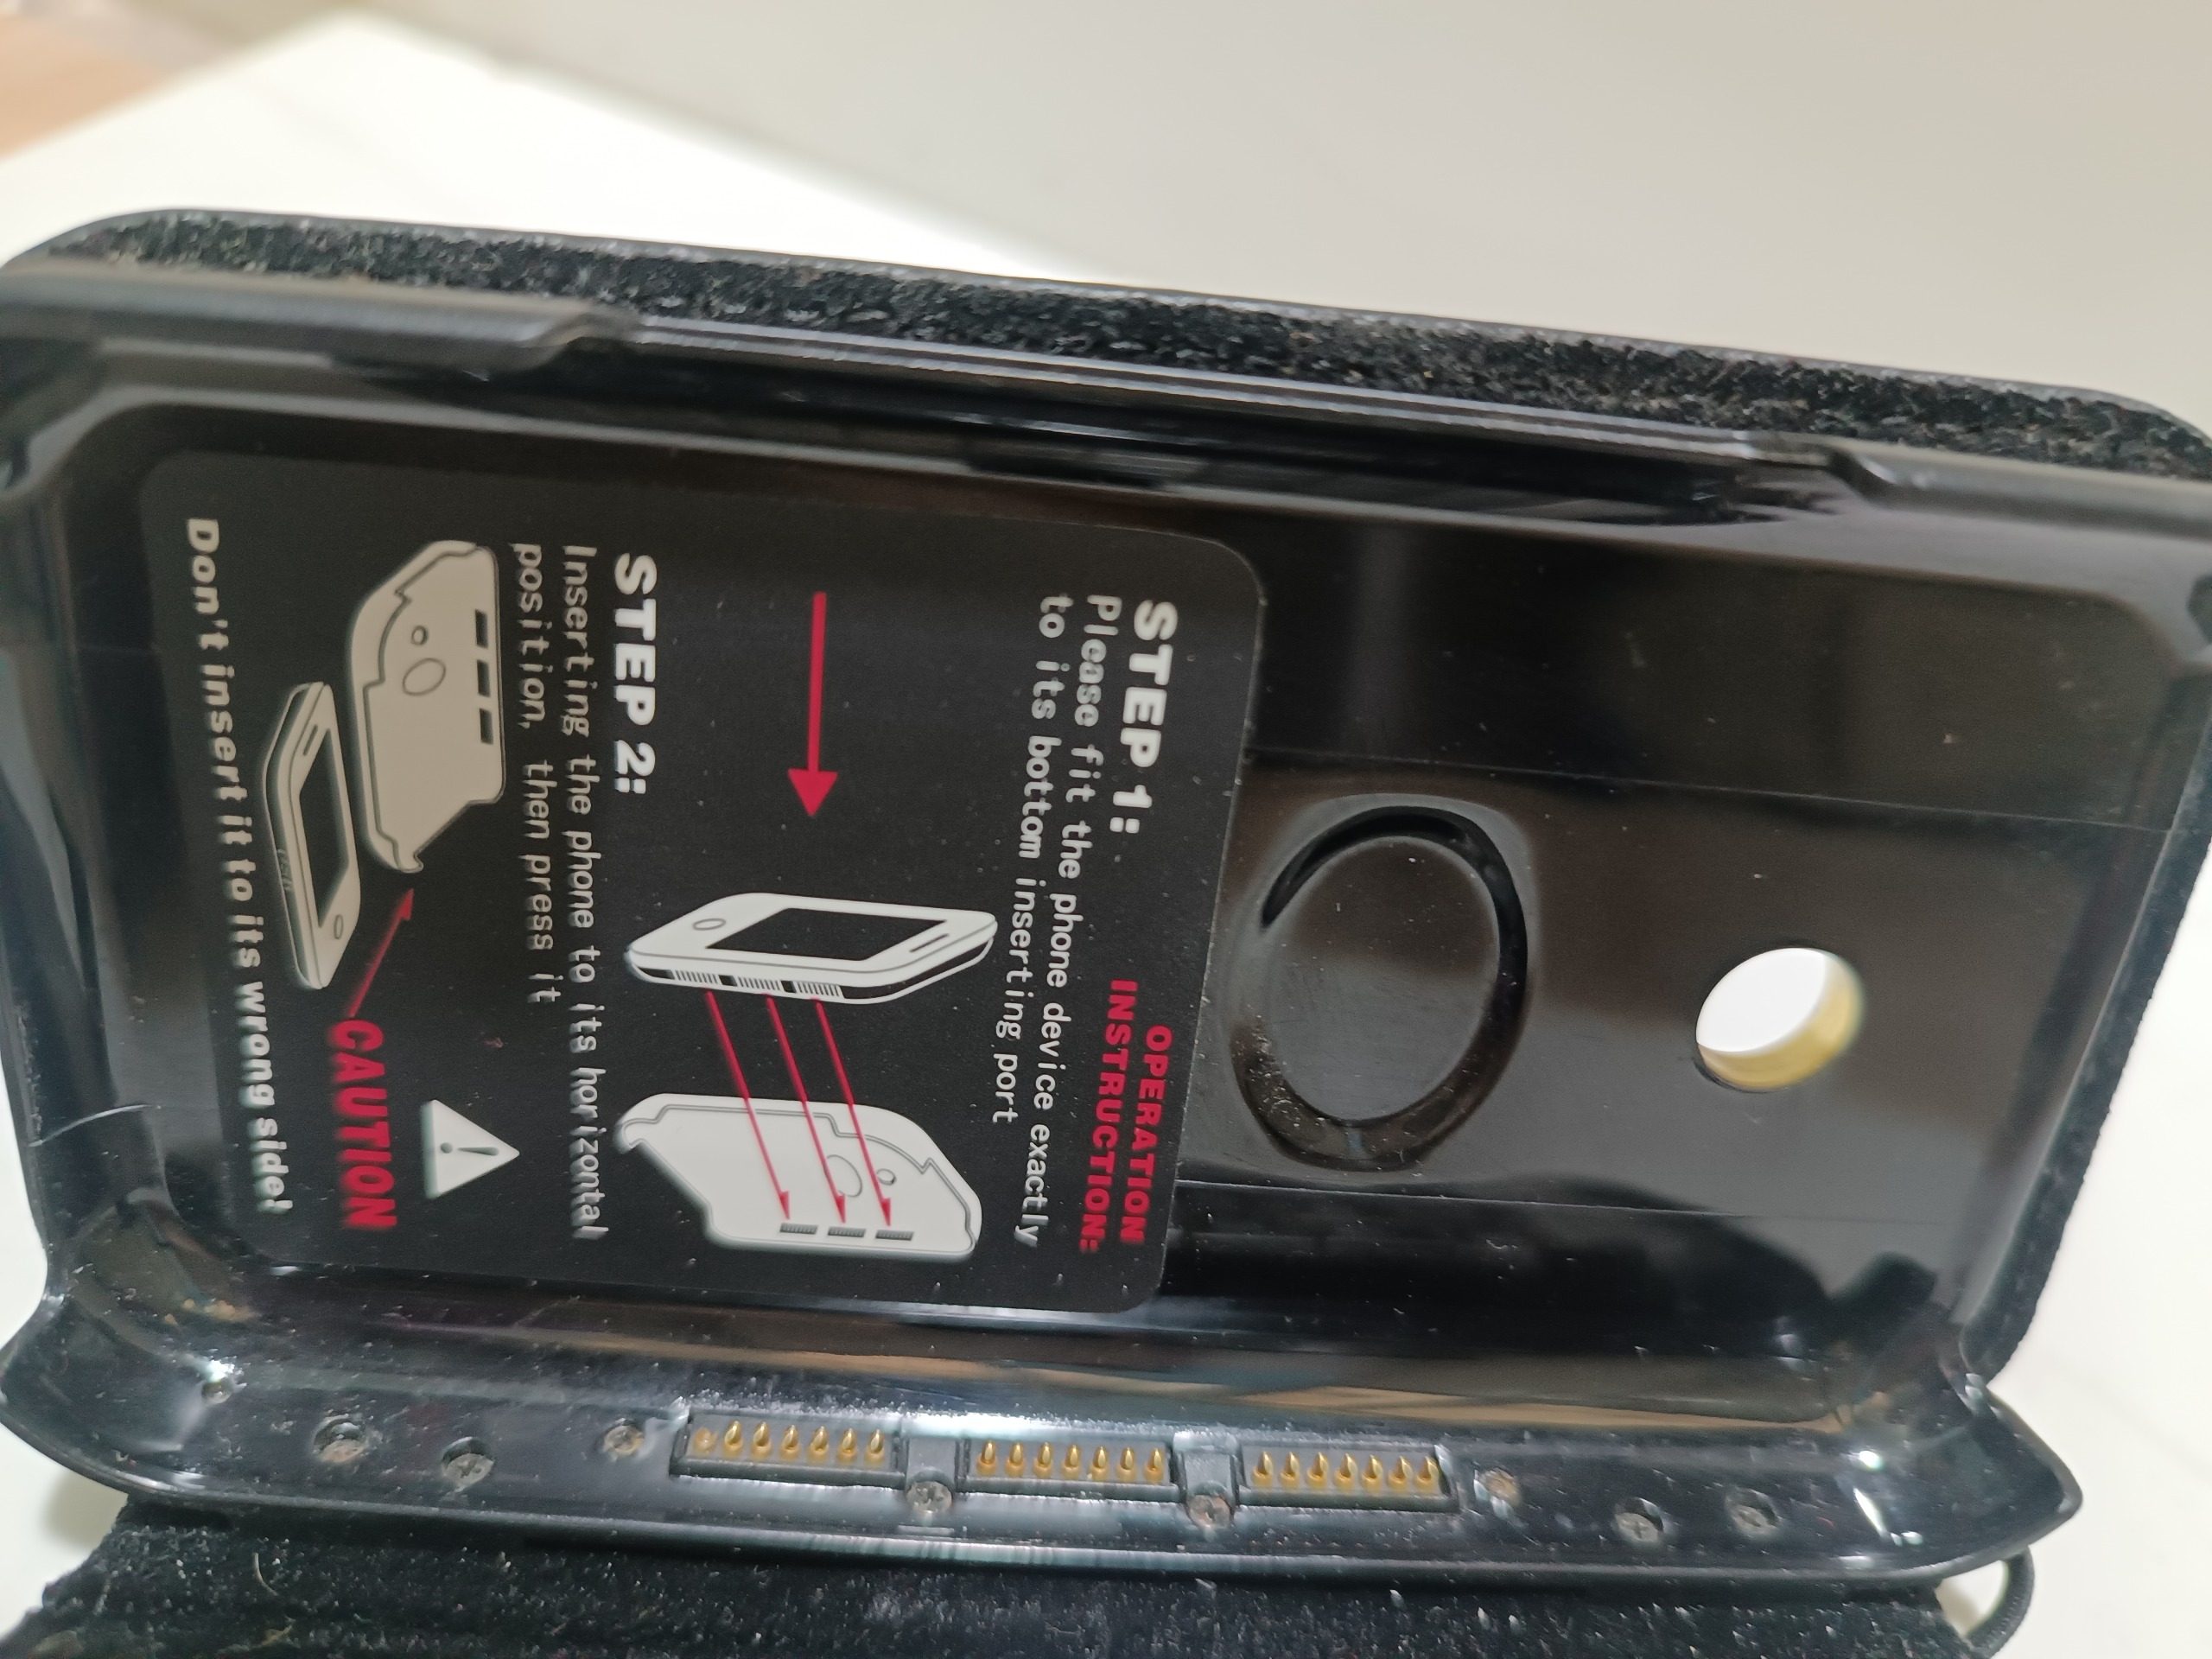 OPERATION
INSTRUCTION:
STEP 1:
Please fit the phone device exactly
to its bottom inserting port
STEP 2:
Inserting the phone to its horizontal
position, then press it
CAUTION
Don't insert it to its wrong side!